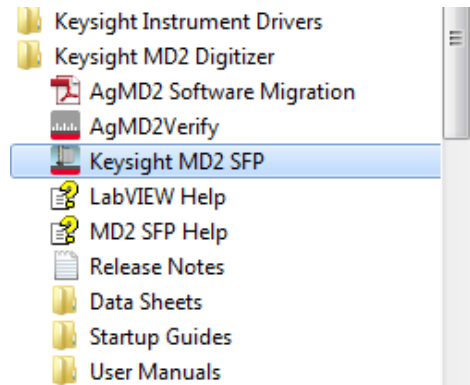 Keysight Instrument Drivers
Keysight MD2 Digitizer
AgMD2 Software Migration
AgMD2Verify
Keysight MD2 SFP
LabVIEW Help
MD2 SFP Help
Release Notes
Data Sheets
Startup Guides
User Manuals